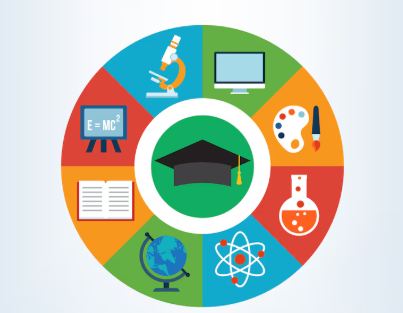 E = MC²